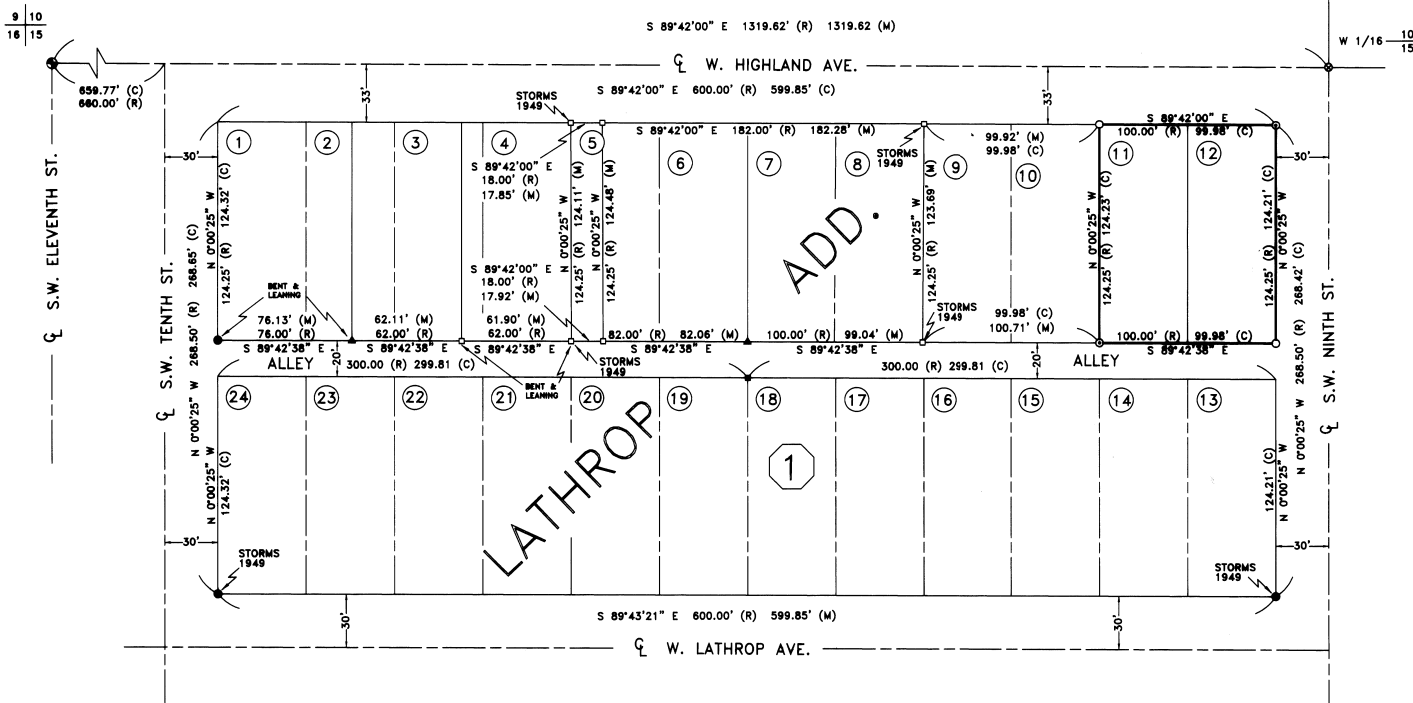 9 10
16 15
S 89°42'00" E 1319.62' (R) 1319.62 (M)
W 1/16 10
15
℄ W. HIGHLAND AVE.
659.77' (C)
660.00' (R)
33'
STORMS
1949
S 89°42'00" E 600.00' (R) 599.85' (C)
33'
S 89°42'00" E
1
2
3
4
5
S 89°42'00" E 182.00' (R) 182.28' (M)
99.92' (M)
99.98' (C)
100.00' (R) 99.98' (C)
6
7
8
STORMS
1949
9
10
11
12
30'
30'
S 89°42'00" E
18.00' (R)
17.85' (M)
N 0°00'25" W
124.25' (R) 124.32' (C)
N 0°00'25" W
124.25' (R) 124.11' (M)
N 0°00'25" W
124.25' (R) 124.48' (M)
N 0°00'25" W
124.25' (R) 123.69' (M)
N 0°00'25" W
124.25' (R) 124.23' (C)
124.25' (R) 124.21' (C)
N 0°00'25" W
ADD.
℄ S.W. ELEVENTH ST.
℄ S.W. TENTH ST.
N 0°00'25" W 268.50' (R) 268.65' (C)
N 0°00'25" W 268.50' (R) 268.42' (C)
℄ S.W. NINTH ST.
S 89°42'00" E
18.00' (R)
17.92' (M)
BENT &
LEANING
76.13' (M)
76.00' (R)
S 89°42'38" E
62.11' (M)
62.00' (R)
S 89°42'38" E
61.90' (M)
62.00' (R)
S 89°42'38" E
82.00' (R) 82.06' (M)
S 89°42'38" E
100.00' (R) 99.04' (M)
S 89°42'38" E
STORMS
1949
99.98' (C)
100.71' (M)
100.00' (R) 99.98' (C)
S 89°42'38" E
ALLEY
20'
300.00 (R) 299.81 (C)
STORMS
1949
BENT &
LEANING
300.00 (R) 299.81 (C)
20'
ALLEY
24
23
22
21
20
19
18
17
16
15
14
13
1
LATHROP
N 0°00'25" W
124.32' (C)
124.21' (C)
N 0°00'25" W
30'
STORMS
1949
30'
STORMS
1949
30'
S 89°43'21" E 600.00' (R) 599.85' (M)
30'
℄ W. LATHROP AVE.